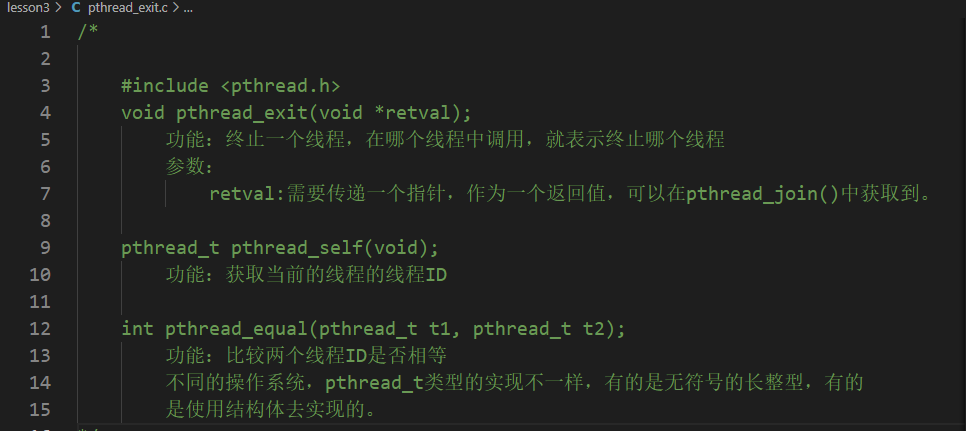 lesson3 > C pthread_exit.c > ...
1 /*
2
3 #include <pthread.h>
4 void pthread_exit(void *retval);
5 功能：终止一个线程，在哪个线程中调用，就表示终止哪个线程
6 参数：
7 retval:需要传递一个指针，作为一个返回值，可以在pthread_join()中获取到。
8
9 pthread_t pthread_self(void);
10 功能：获取当前的线程的线程ID
11
12 int pthread_equal(pthread_t t1, pthread_t t2);
13 功能：比较两个线程ID是否相等
14 不同的操作系统，pthread_t类型的实现不一样，有的是无符号的长整型，有的
15 是使用结构体去实现的。